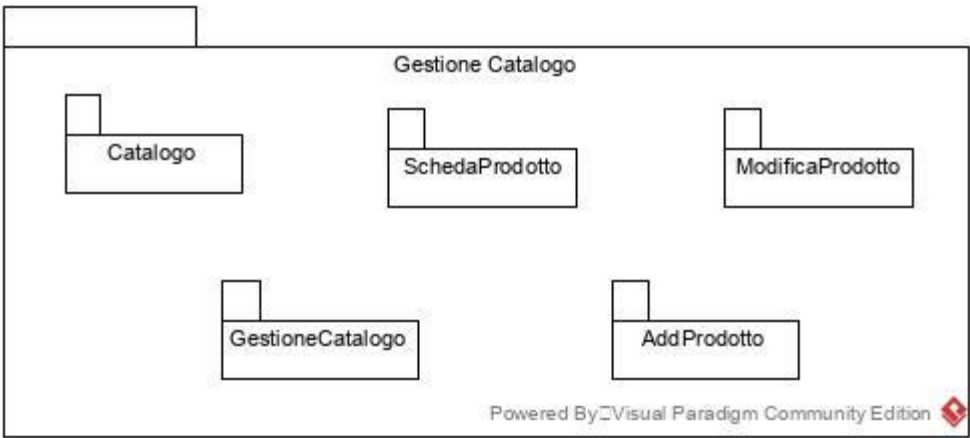 Gestione Catalogo
Catalogo
SchedaProdotto
ModificaProdotto
GestioneCatalogo
AddProdotto
Powered By Visual Paradigm Community Edition